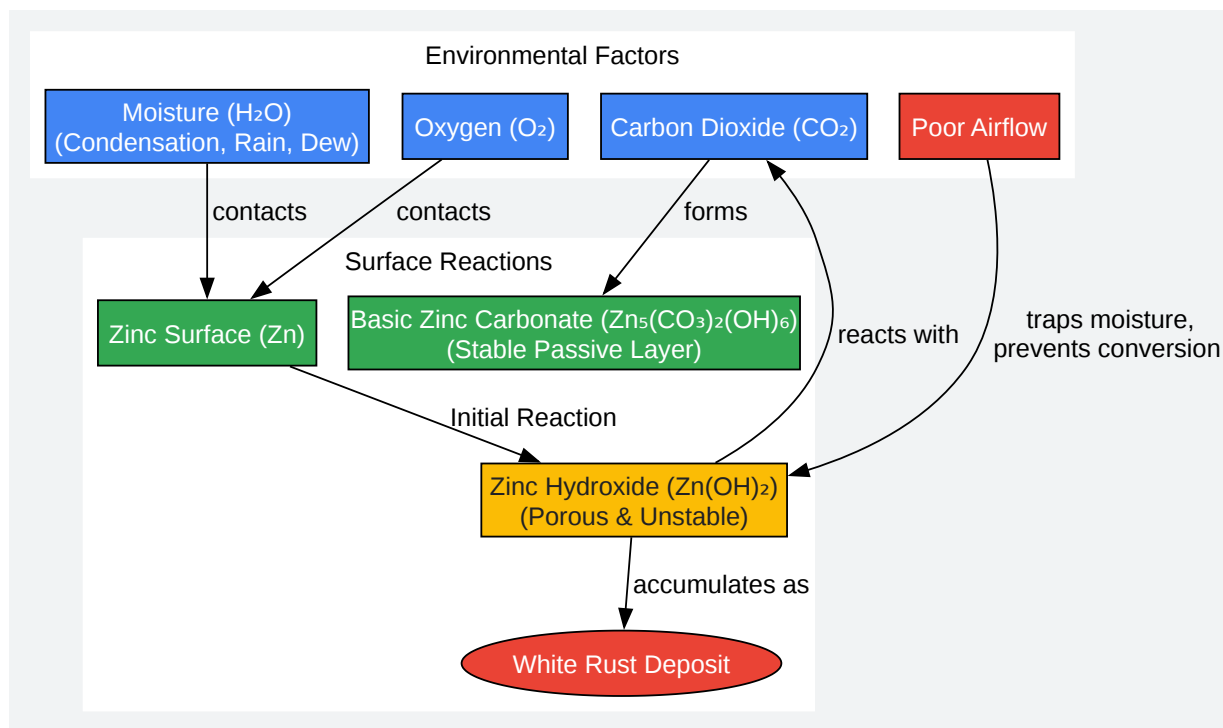 Environmental Factors
Moisture (H₂O)
(Condensation, Rain, Dew)
Oxygen (O₂)
Carbon Dioxide (CO₂)
Poor Airflow
contacts
contacts
forms
Surface Reactions
Zinc Surface (Zn)
Basic Zinc Carbonate (Zn₅(CO₃)₂(OH)₆)
(Stable Passive Layer)
reacts with
traps moisture,
prevents conversion
Initial Reaction
Zinc Hydroxide (Zn(OH)₂)
(Porous & Unstable)
accumulates as
White Rust Deposit